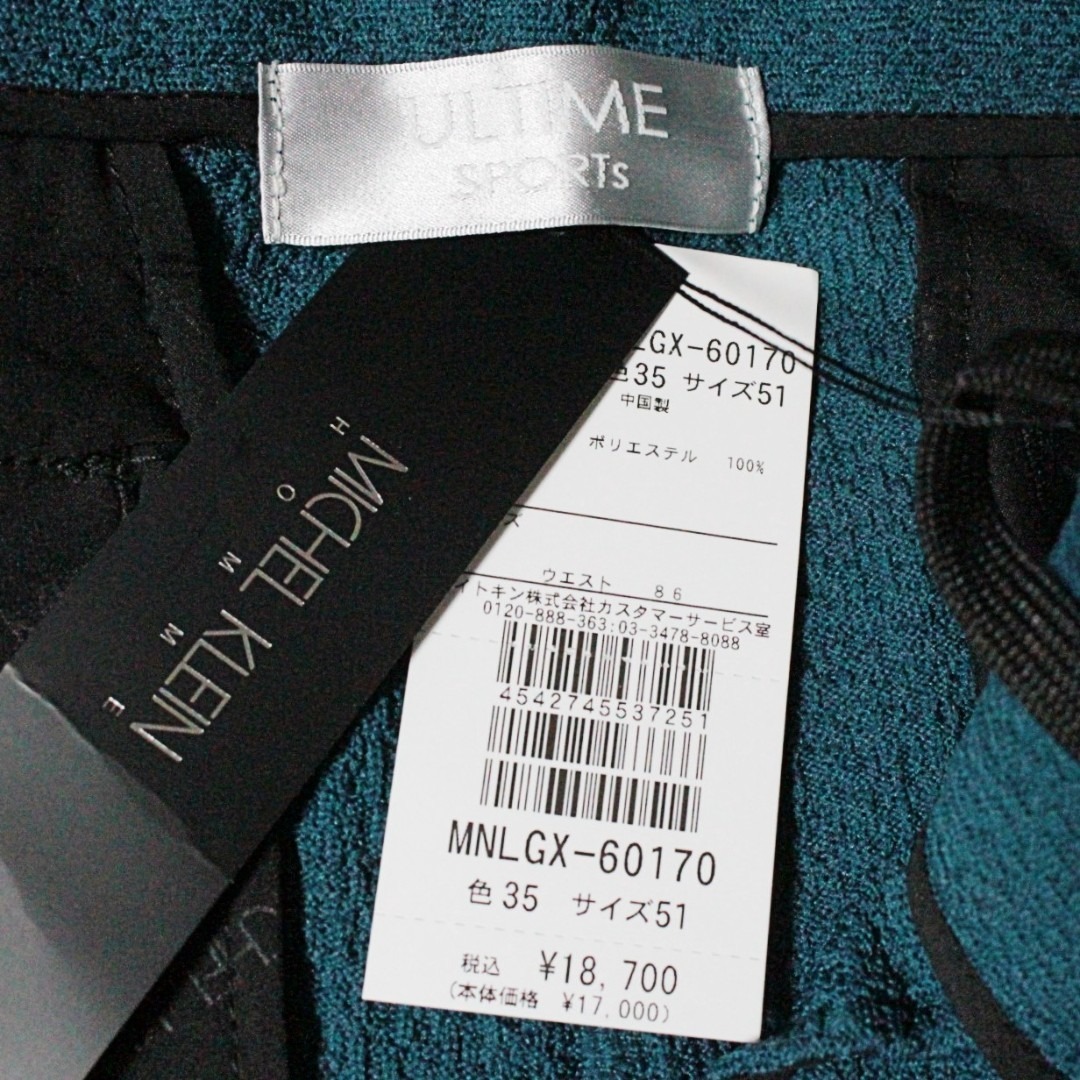 ULTIME
SPORTs
MICHEL KLEIN
HOMME
LGX-60170
色35 サイズ51
中国製
ポリエステル 100%
ズ
ウエスト 86
イトキン株式会社カスタマーサービス室
0120-888-363:03-3478-8088
4542745537251
MNLGX-60170
色35 サイズ51
税込 ¥18,700
(本体価格 ¥17,000)